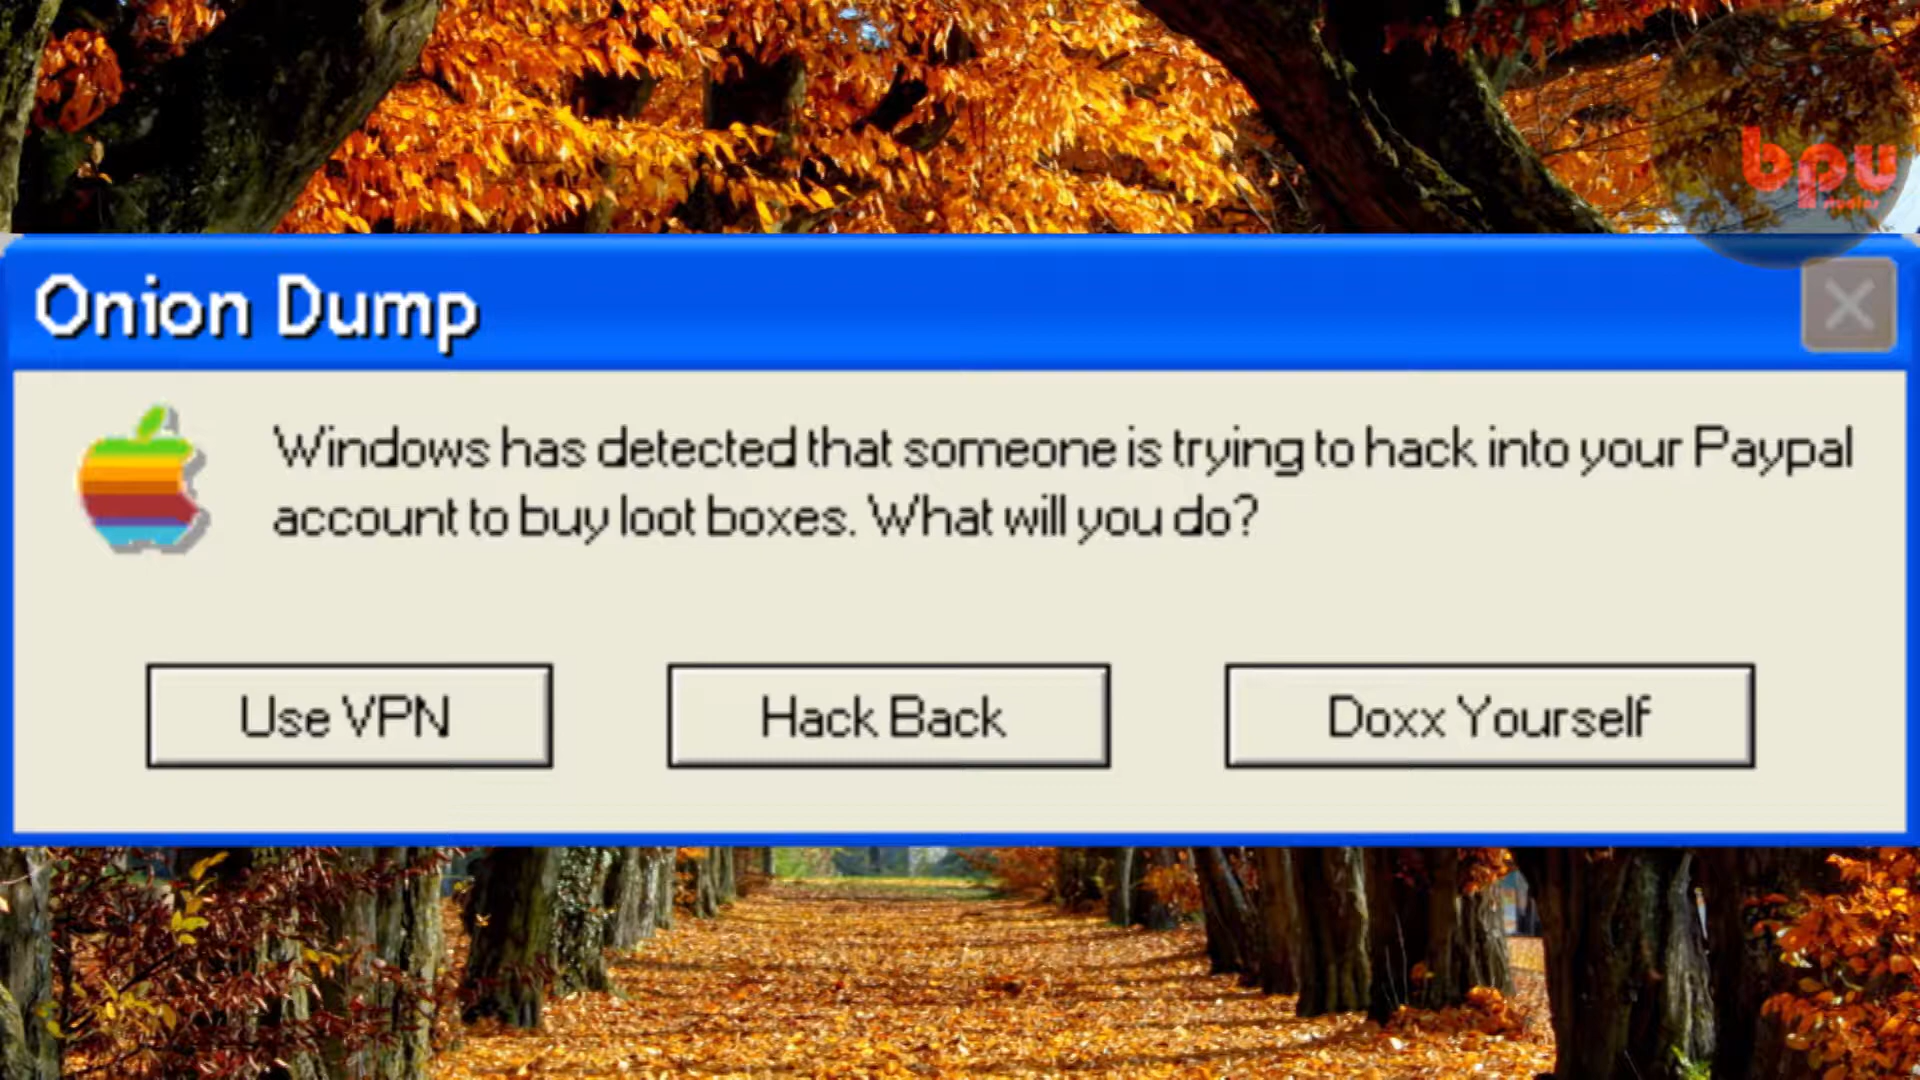 bpu
studios
Onion Dump
Windows has detected that someone is trying to hack into your Paypal
account to buy loot boxes. What will you do?
Use VPN
Hack Back
Doxx Yourself